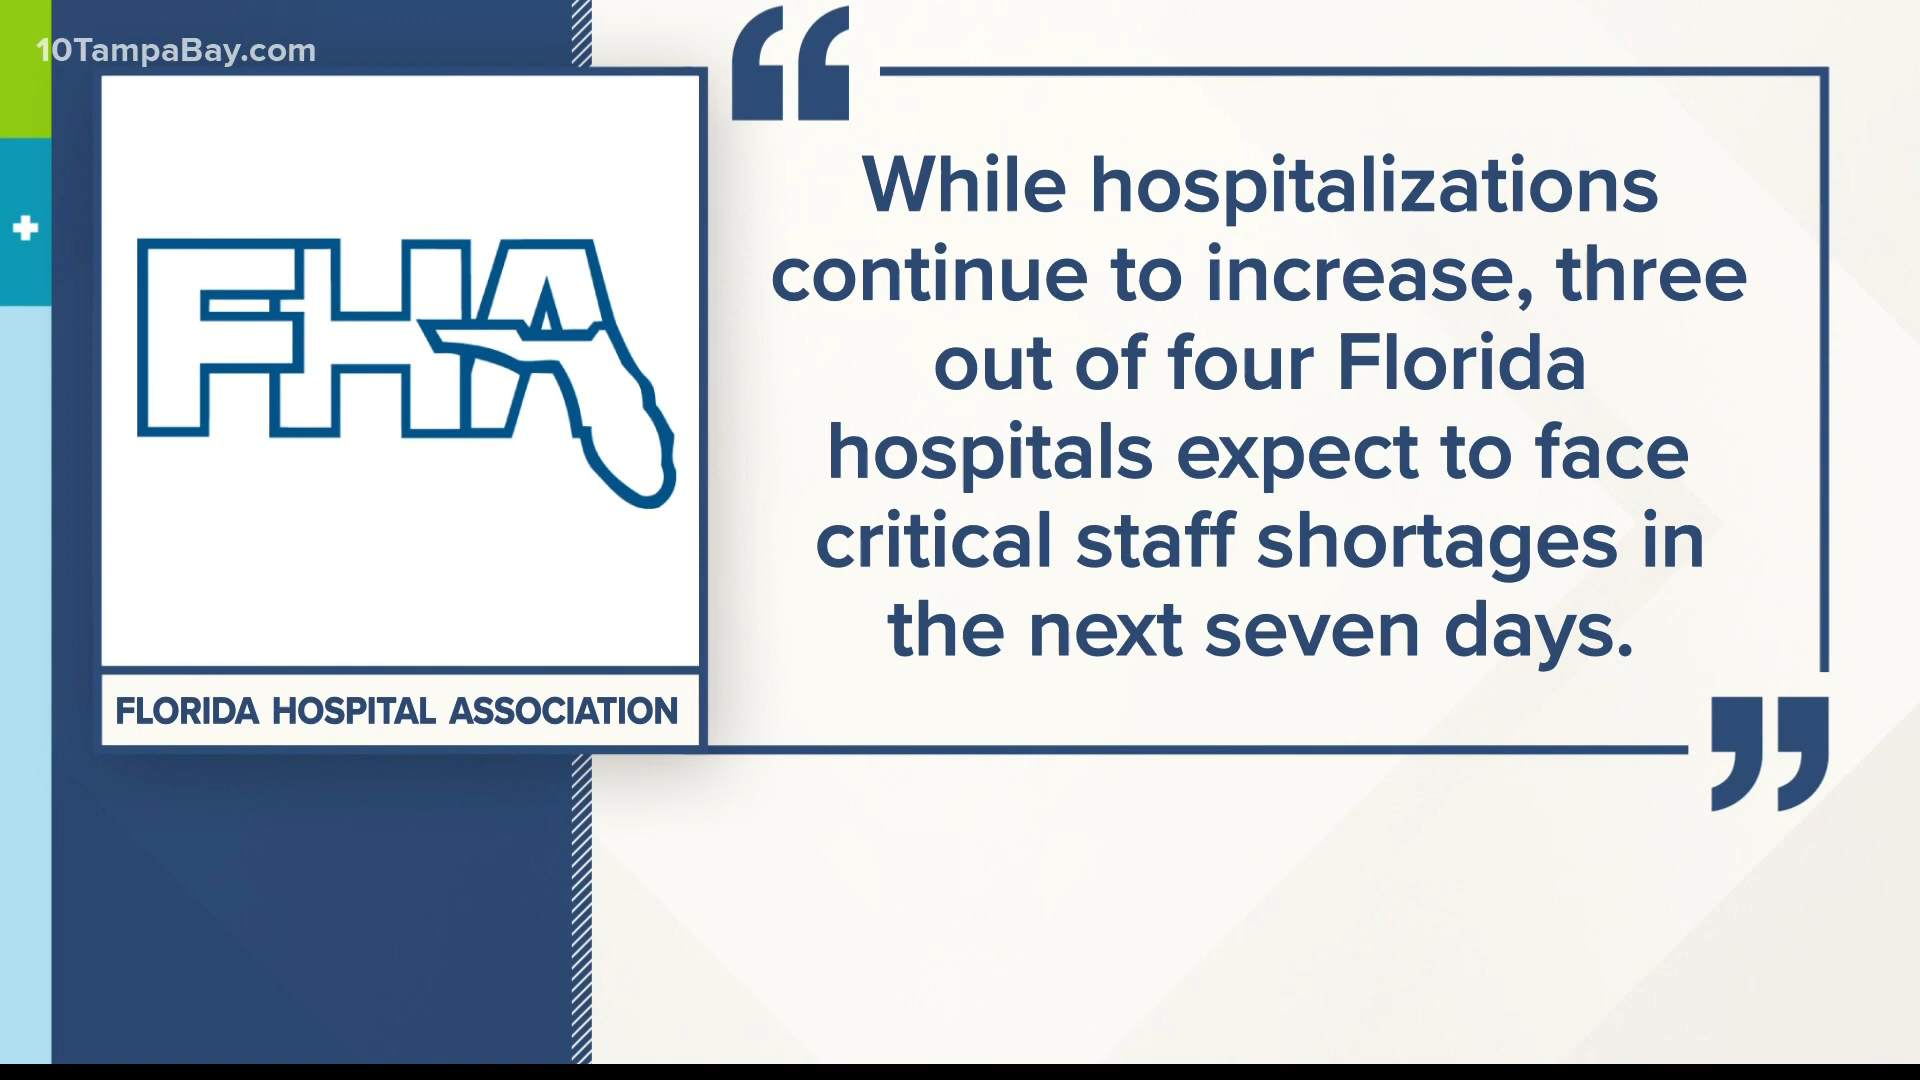 10TampaBay.com
FHA
FLORIDA HOSPITAL ASSOCIATION
“
While hospitalizations
continue to increase, three
out of four Florida
hospitals expect to face
critical staff shortages in
the next seven days.
”